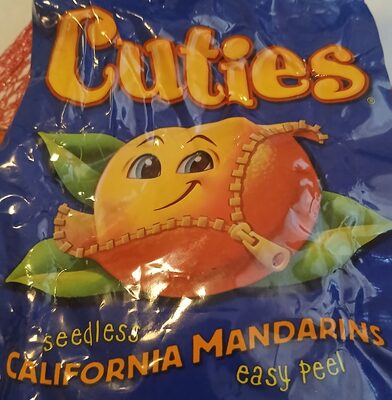 Cuties®
seedless
CALIFORNIA MANDARINS
easy peel